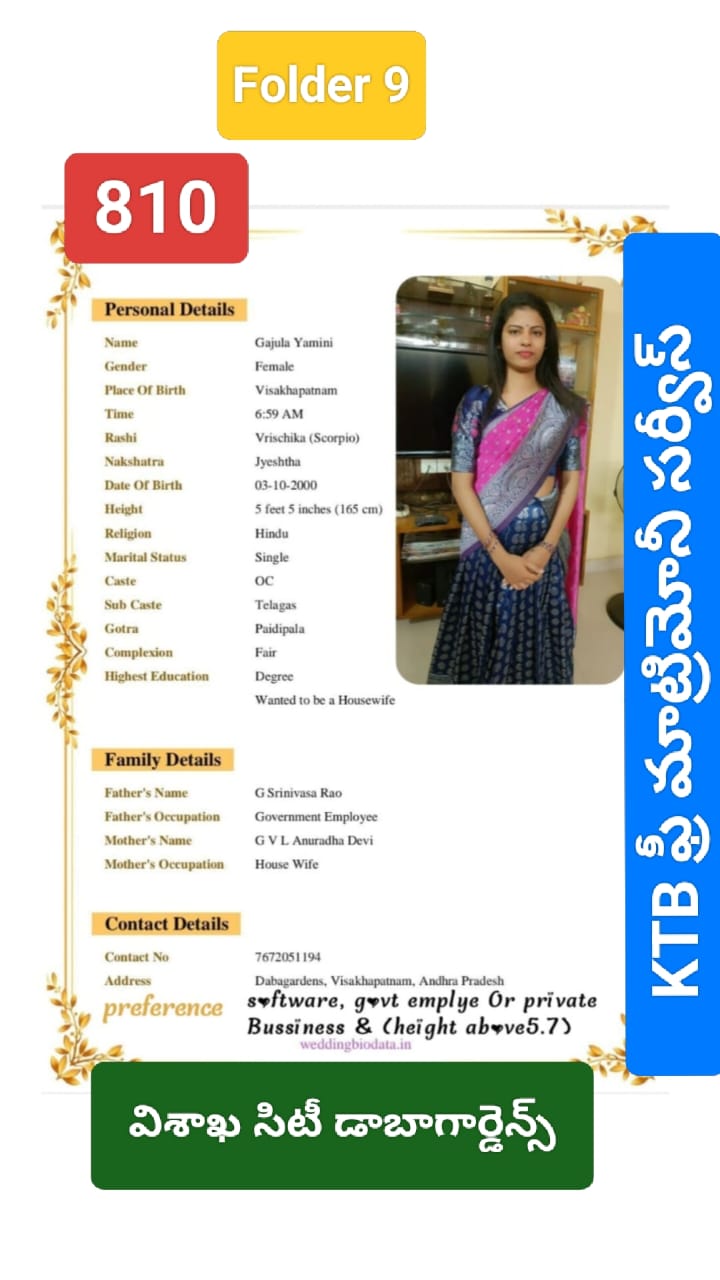 Folder 9
810
Personal Details
Name Gajula Yamini
Gender Female
Place Of Birth Visakhapatnam
Time 6:59 AM
Rashi Vrischika (Scorpio)
Nakshatra Jyeshtha
Date Of Birth 03-10-2000
Height 5 feet 5 inches (165 cm)
Religion Hindu
Marital Status Single
Caste OC
Sub Caste Telagas
Gotra Paidipala
Complexion Fair
Highest Education Degree
Wanted to be a Housewife
Family Details
Father's Name G Srinivasa Rao
Father's Occupation Government Employee
Mother's Name G V L Anuradha Devi
Mother's Occupation House Wife
Contact Details
Contact No 7672051194
Address Dabagardens, Visakhapatnam, Andhra Pradesh
preference s♥ftware, g♥vt emplye Or prïvate
Bussïness & (heïght ab♥ve5.7)
weddingbiodata.in
KTB ఫ్రీ మాట్రిమోనీ సర్వీస్
విశాఖ సిటీ డాబాగార్డెన్స్